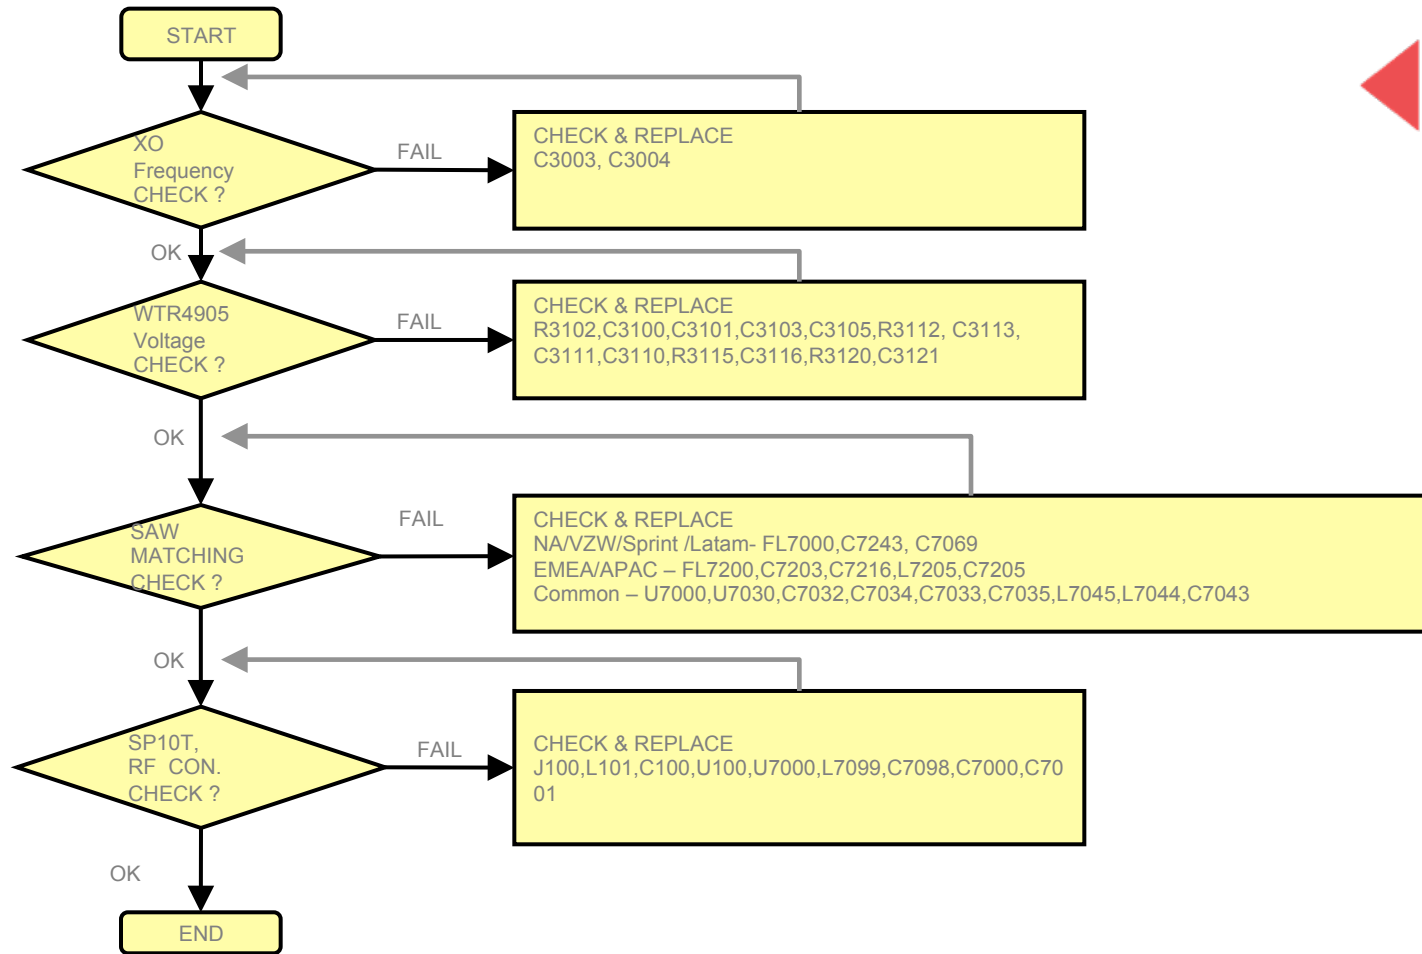 START
XO
Frequency
CHECK ?
FAIL
CHECK & REPLACE
C3003, C3004
OK
WTR4905
Voltage
CHECK ?
FAIL
CHECK & REPLACE
R3102,C3100,C3101,C3103,C3105,R3112, C3113,
C3111,C3110,R3115,C3116,R3120,C3121
OK
SAW
MATCHING
CHECK ?
FAIL
CHECK & REPLACE
NA/VZW/Sprint /Latam- FL7000,C7243, C7069
EMEA/APAC – FL7200,C7203,C7216,L7205,C7205
Common – U7000,U7030,C7032,C7034,C7033,C7035,L7045,L7044,C7043
OK
SP10T,
RF CON.
CHECK ?
FAIL
CHECK & REPLACE
J100,L101,C100,U100,U7000,L7099,C7098,C7000,C70
01
OK
END